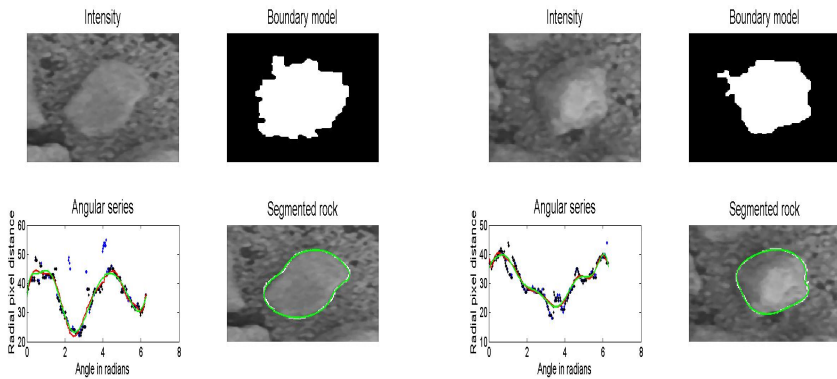 Intensity
Boundary model
Intensity
Boundary model
Angular series
Segmented rock
Angular series
Segmented rock
Radial pixel distance
60
50
40
30
20
10
0 2 4 6 8
Angle in radians
Radial pixel distance
50
40
30
20
10
0 2 4 6 8
Angle in radians